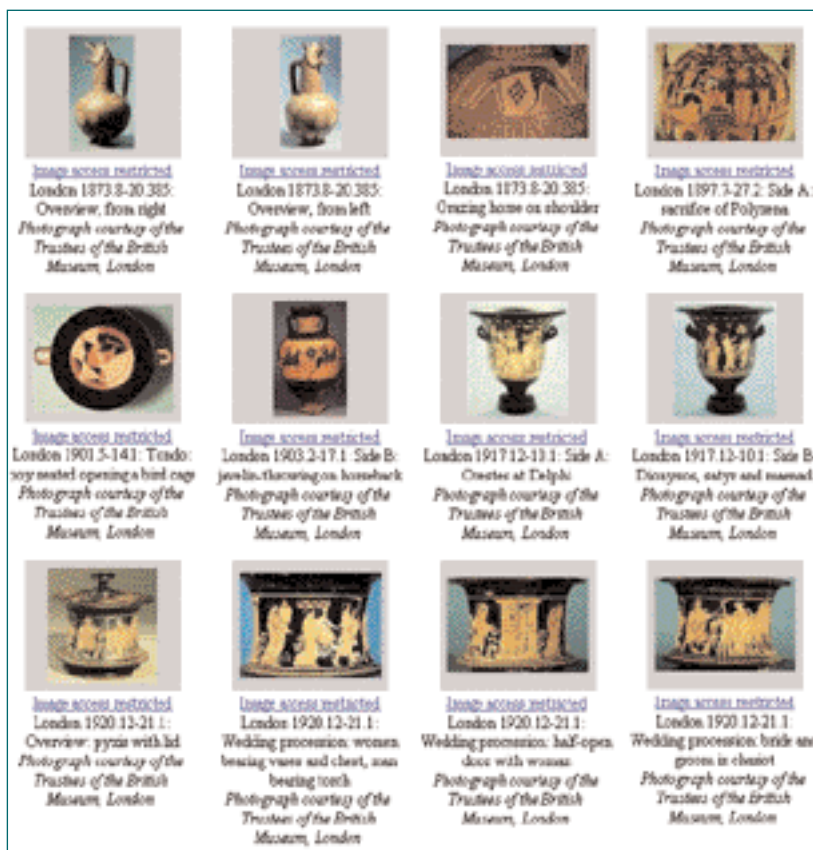 Image access restricted
London 1873.8-20.385:
Overview, from right
Photograph courtesy of the
Trustees of the British
Museum, London
Image access restricted
London 1873.8-20.385:
Overview, from left
Photograph courtesy of the
Trustees of the British
Museum, London
Image access restricted
London 1873.8-20.385:
Grazing horse on shoulder
Photograph courtesy of the
Trustees of the British
Museum, London
Image access restricted
London 1897.7-27.2: Side A:
sacrifice of Polyxena
Photograph courtesy of the
Trustees of the British
Museum, London
Image access restricted
London 1901.5-14.1: Tondo:
boy seated opening a bird cage
Photograph courtesy of the
Trustees of the British
Museum, London
Image access restricted
London 1903.2-17.1: Side B:
javelin-throwing on horseback
Photograph courtesy of the
Trustees of the British
Museum, London
Image access restricted
London 1917.12-10.1: Side A:
Orestes at Delphi
Photograph courtesy of the
Trustees of the British
Museum, London
Image access restricted
London 1917.12-10.1: Side B
Dionysos, satyr and maenad
Photograph courtesy of the
Trustees of the British
Museum, London
Image access restricted
London 1920.12-21.1:
Overview: pyxis with lid
Photograph courtesy of the
Trustees of the British
Museum, London
Image access restricted
London 1920.12-21.1:
Wedding procession: women
bearing vases and chest, man
bearing torch
Photograph courtesy of the
Trustees of the British
Museum, London
Image access restricted
London 1920.12-21.1:
Wedding procession: half-open
door with woman
Photograph courtesy of the
Trustees of the British
Museum, London
Image access restricted
London 1920.12-21.1:
Wedding procession: bride and
groom in chariot
Photograph courtesy of the
Trustees of the British
Museum, London